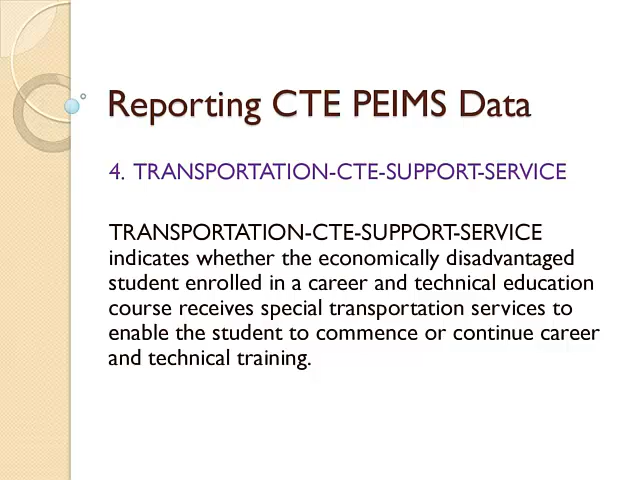 Reporting CTE PEIMS Data
4. TRANSPORTATION-CTE-SUPPORT-SERVICE
TRANSPORTATION-CTE-SUPPORT-SERVICE
indicates whether the economically disadvantaged
student enrolled in a career and technical education
course receives special transportation services to
enable the student to commence or continue career
and technical training.